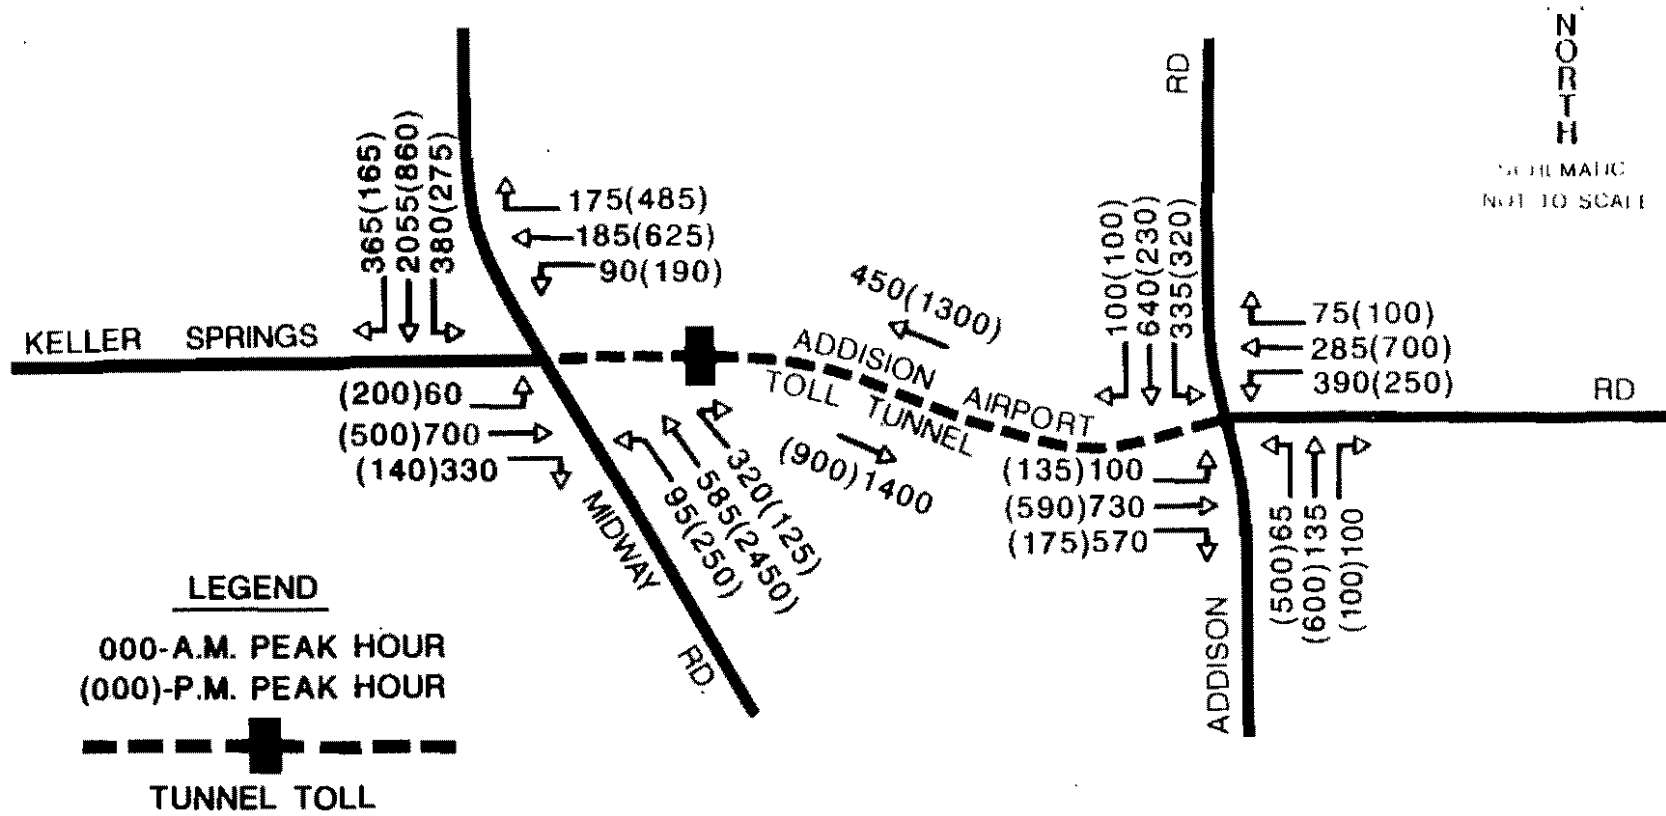 NORTH
SCHEMATIC
NOT TO SCALE
RD
365(165)
2055(860)
380(275)
175(485)
185(625)
90(190)
KELLER SPRINGS
(200)60
(500)700
(140)330
450(1300)
ADDISION AIRPORT
TOLL TUNNEL
(900)1400
320(125)
585(2450)
95(250)
MIDWAY RD.
100(100)
640(230)
335(320)
75(100)
285(700)
390(250)
RD
(135)100
(590)730
(175)570
(500)65
(600)135
(100)100
ADDISON
LEGEND
000-A.M. PEAK HOUR
(000)-P.M. PEAK HOUR
TUNNEL TOLL